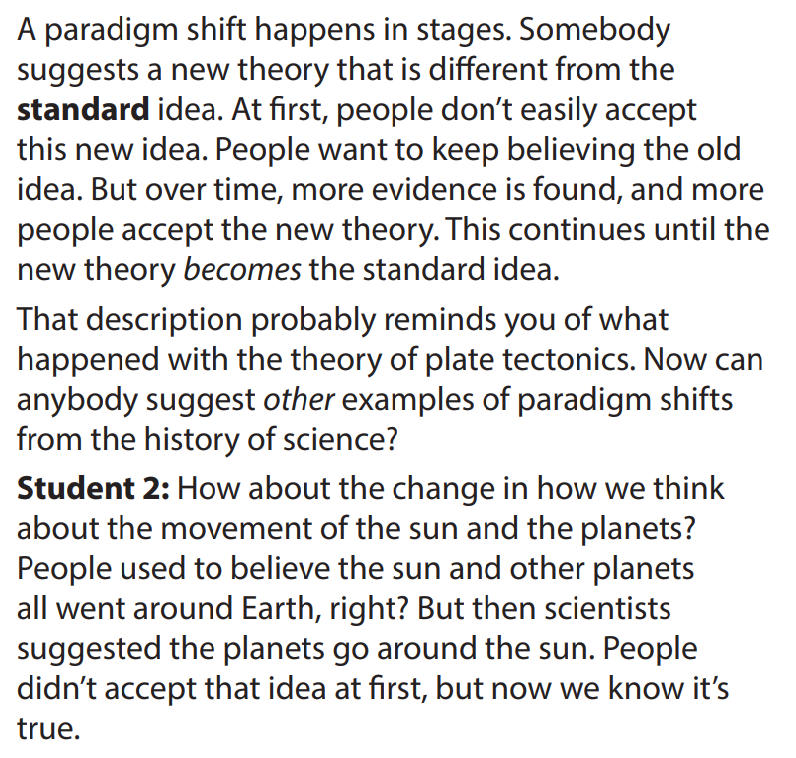 A paradigm shift happens in stages. Somebody
suggests a new theory that is different from the
standard idea. At first, people don’t easily accept
this new idea. People want to keep believing the old
idea. But over time, more evidence is found, and more
people accept the new theory. This continues until the
new theory becomes the standard idea.
That description probably reminds you of what
happened with the theory of plate tectonics. Now can
anybody suggest other examples of paradigm shifts
from the history of science?
Student 2: How about the change in how we think
about the movement of the sun and the planets?
People used to believe the sun and other planets
all went around Earth, right? But then scientists
suggested the planets go around the sun. People
didn’t accept that idea at first, but now we know it’s
true.